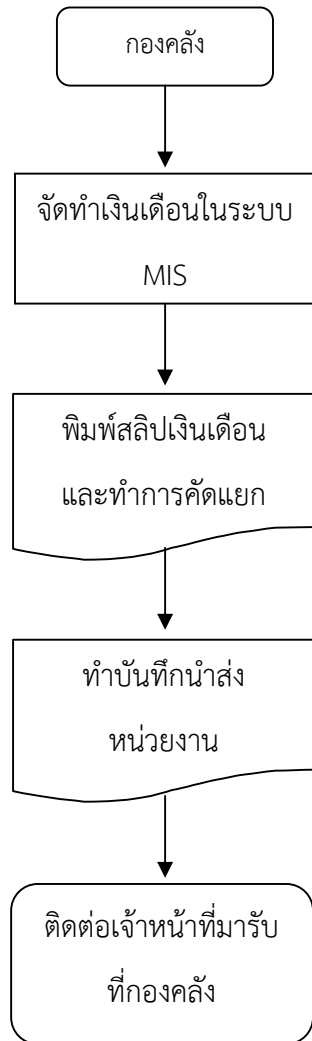 กองคลัง
จัดทำเงินเดือนในระบบ
MIS
พิมพ์สลิปเงินเดือน
และทำการคัดแยก
ทำบันทึกนำส่ง
หน่วยงาน
ติดต่อเจ้าหน้าที่มารับ
ที่กองคลัง